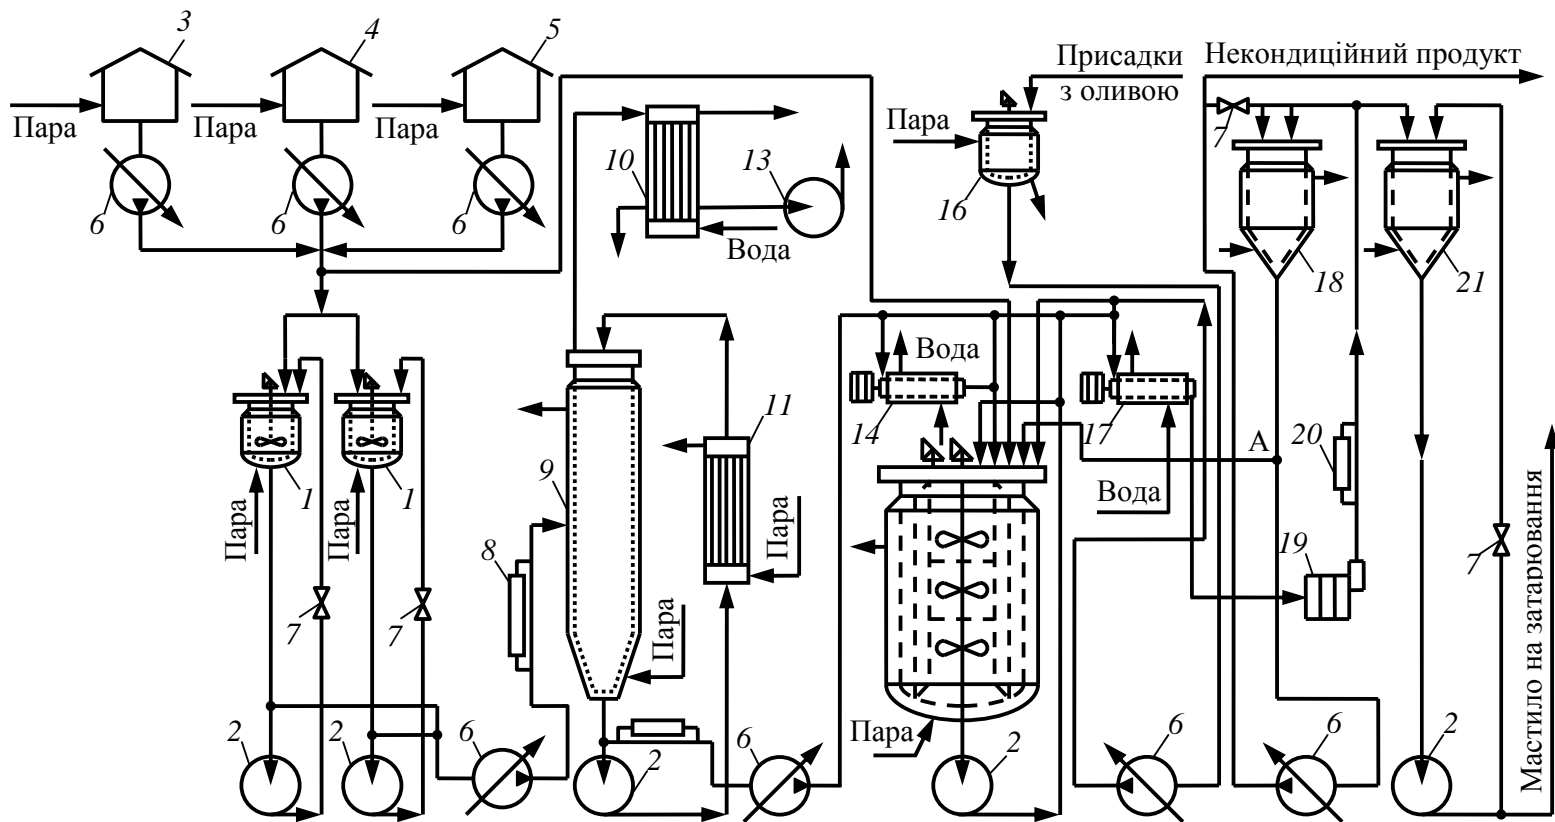 3
4
5
Присадки
з оливою
Некондиційний продукт
Пара
Пара
Пара
Пара
7
10
13
16
6
6
6
Вода
18
21
Вода
11
14
17
А
20
1
1
Пара
Пара
9
Вода
Пара
8
19
7
7
7
Пара
Пара
2
2
6
2
6
2
6
6
2
Мастило на затарювання